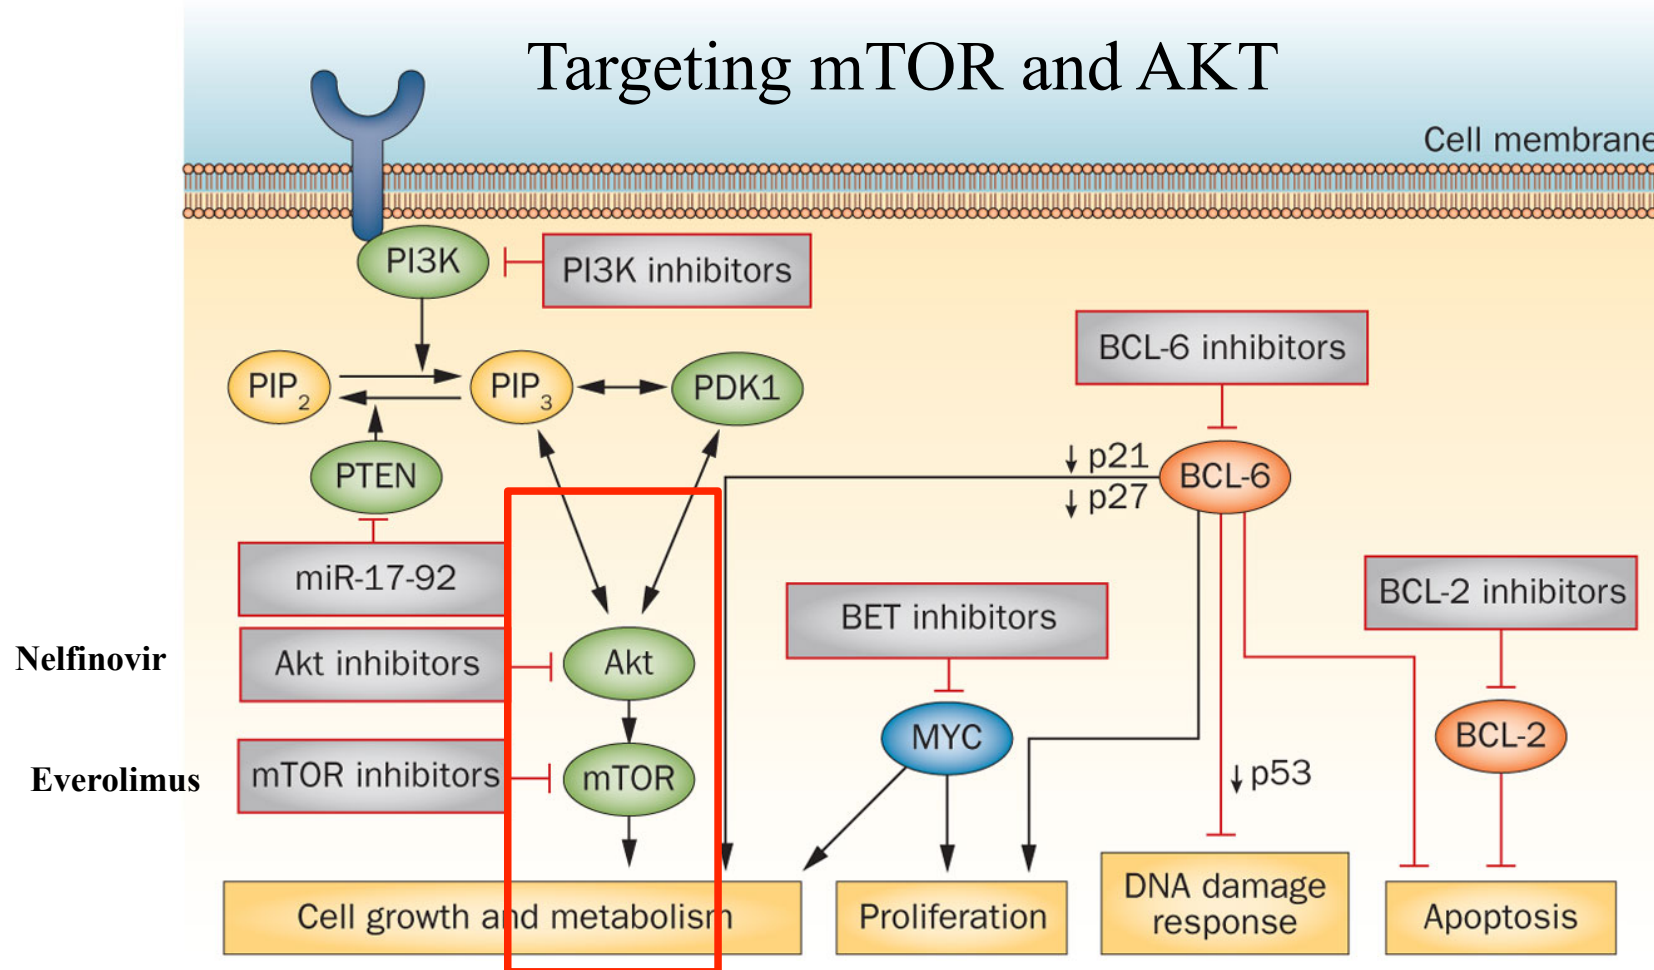 Targeting mTOR and AKT
Cell membrane
PI3K
PI3K inhibitors
BCL-6 inhibitors
PIP2
PIP3
PDK1
PTEN
↓ p21
↓ p27
BCL-6
miR-17-92
BET inhibitors
BCL-2 inhibitors
Nelfinovir
Akt inhibitors
Akt
MYC
BCL-2
Everolimus
mTOR inhibitors
mTOR
↓ p53
Cell growth and metabolism
Proliferation
DNA damage
response
Apoptosis